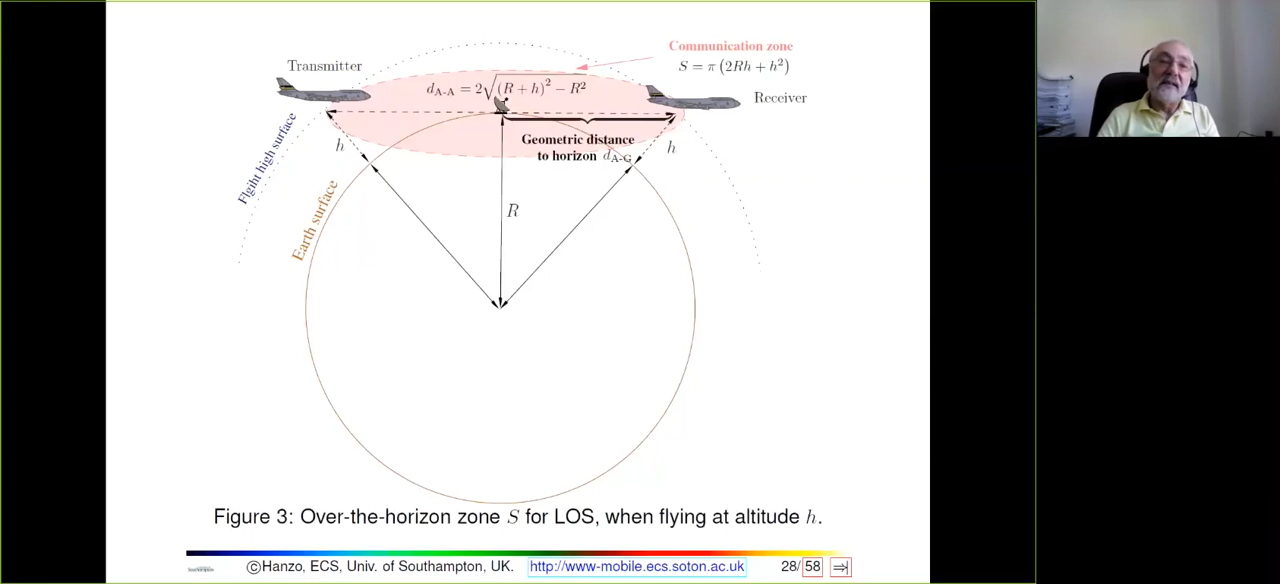 Communication zone
S = π (2Rh + h²)
Transmitter
d_A-A = 2√(R + h)² − R²
Receiver
Flgiht high surface
h
Geometric distance
to horizon d_A-G
h
Earth surface
R
Figure 3: Over-the-horizon zone S for LOS, when flying at altitude h.
Southampton
©Hanzo, ECS, Univ. of Southampton, UK. http://www-mobile.ecs.soton.ac.uk 28/58